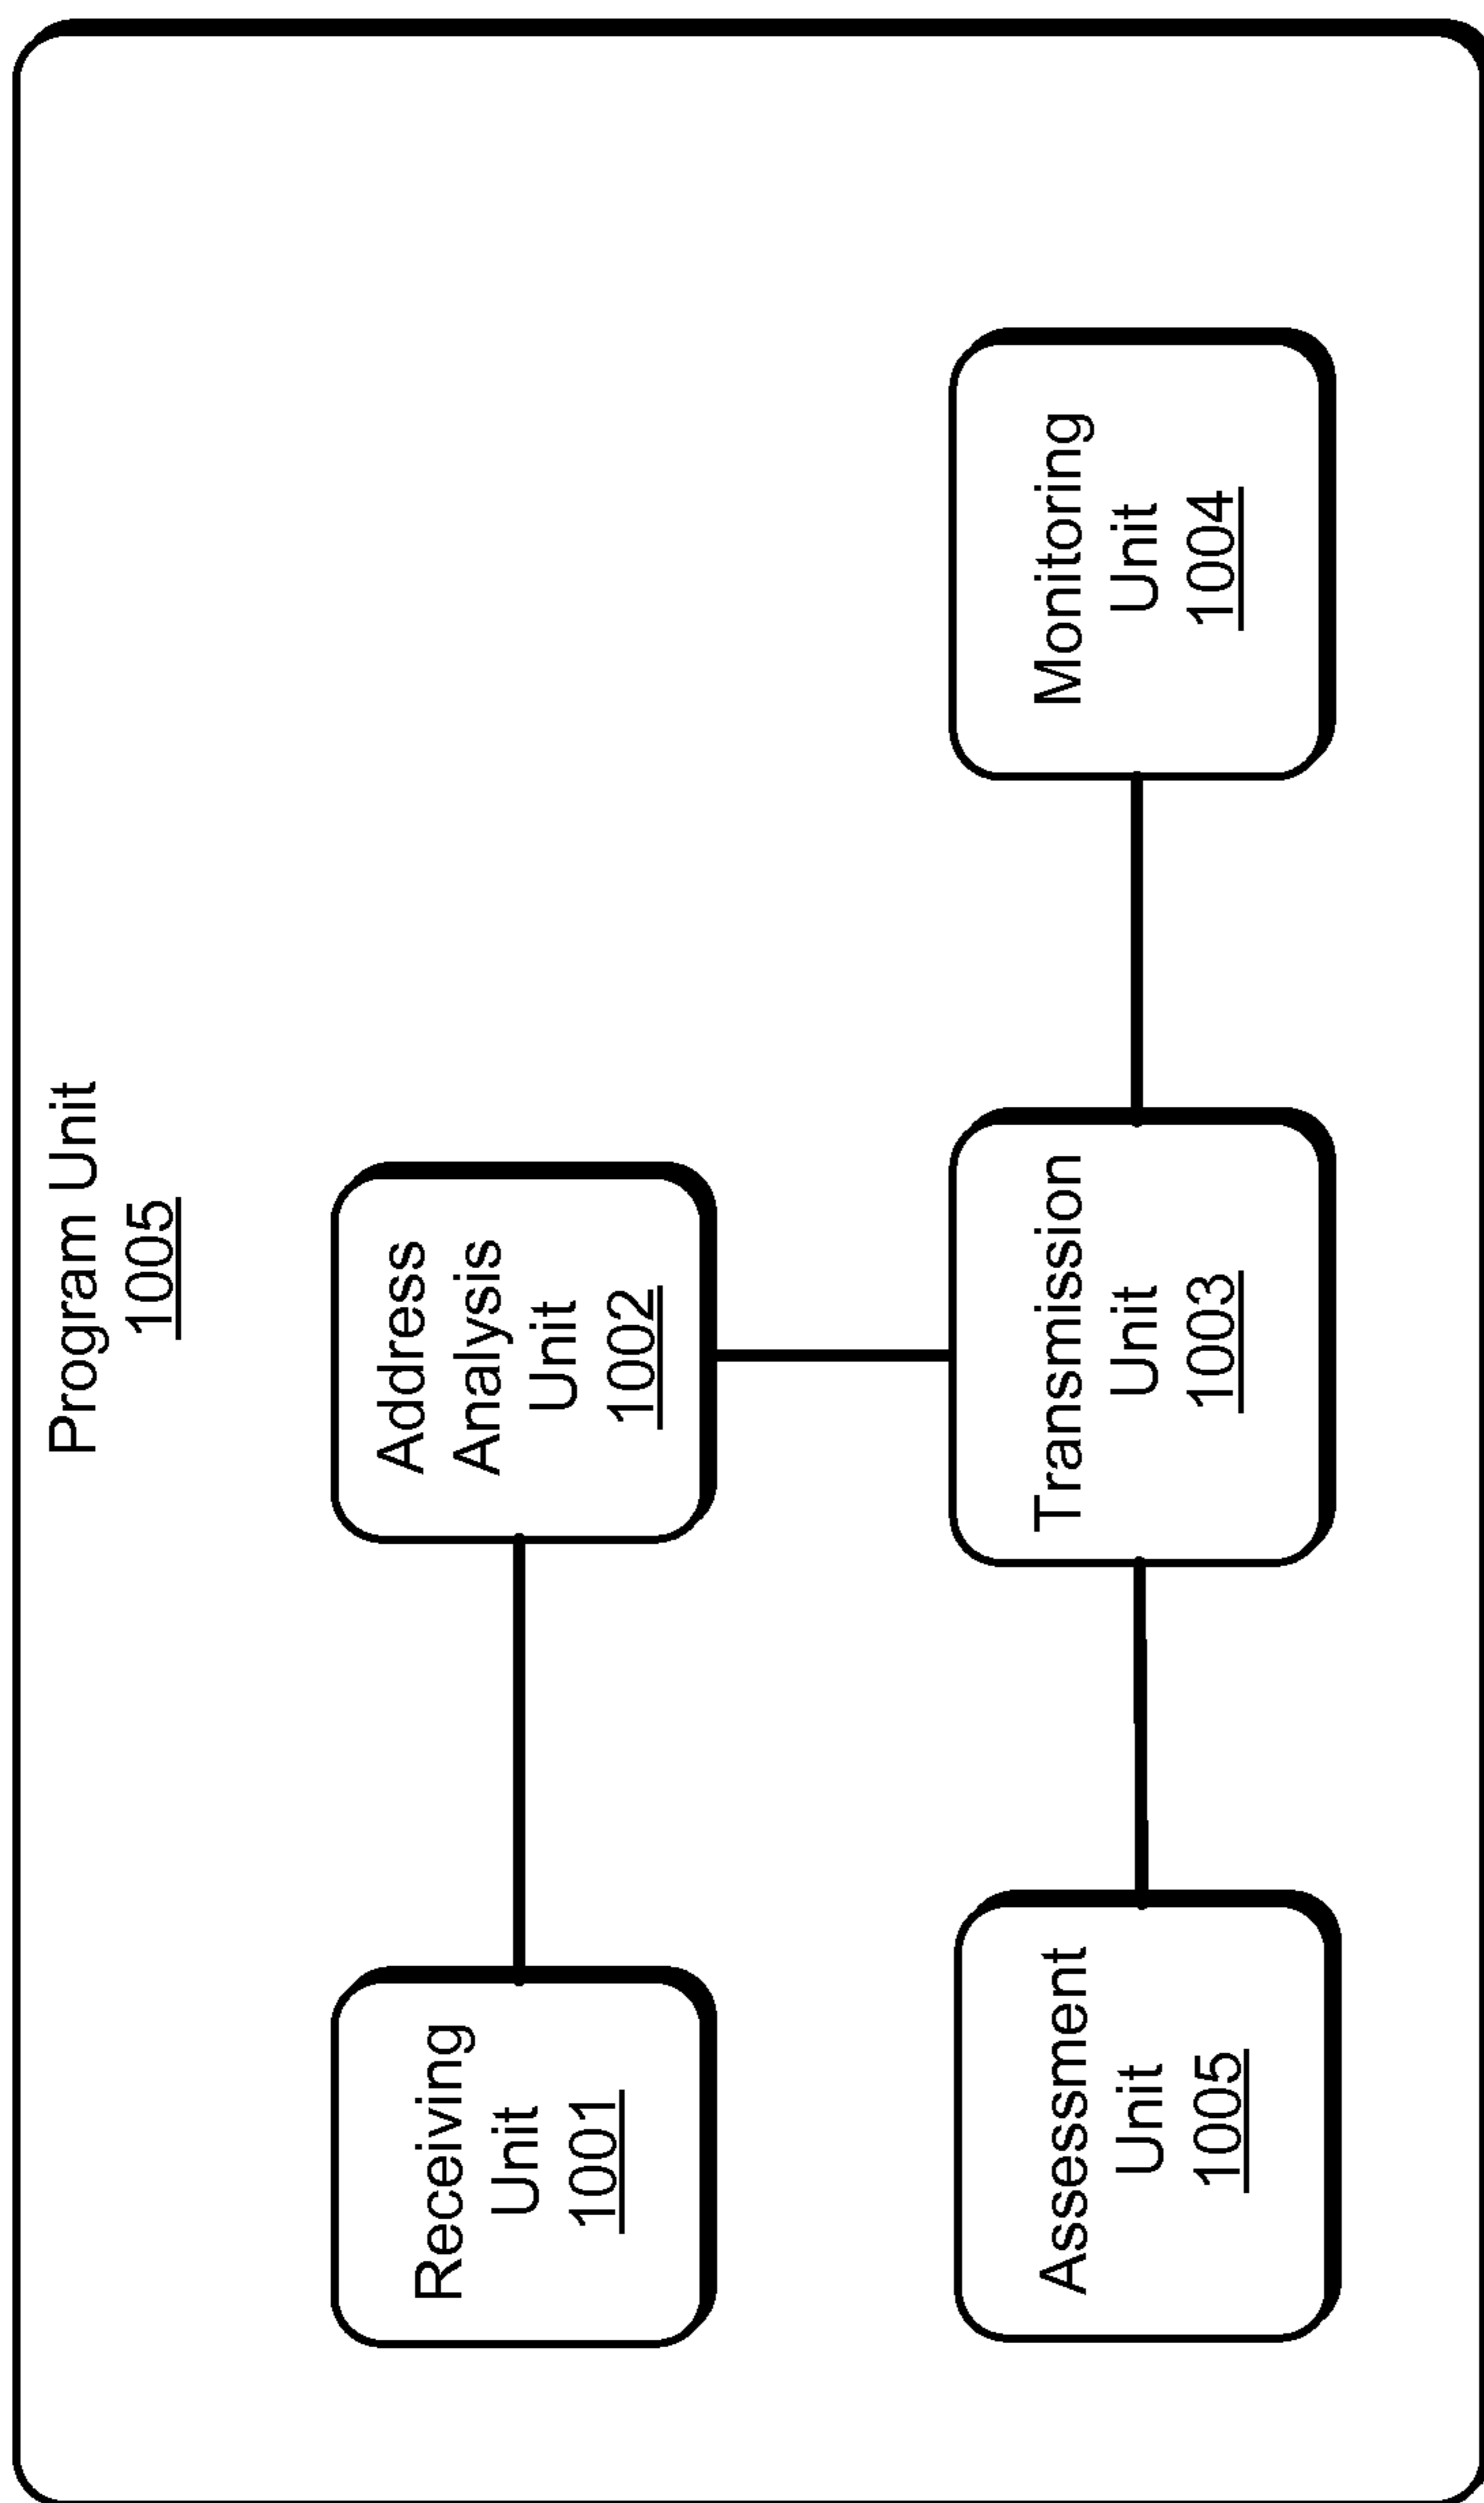 Program Unit
1005
Receiving
Unit
1001
Address
Analysis
Unit
1002
Assessment
Unit
1005
Transmission
Unit
1003
Monitoring
Unit
1004